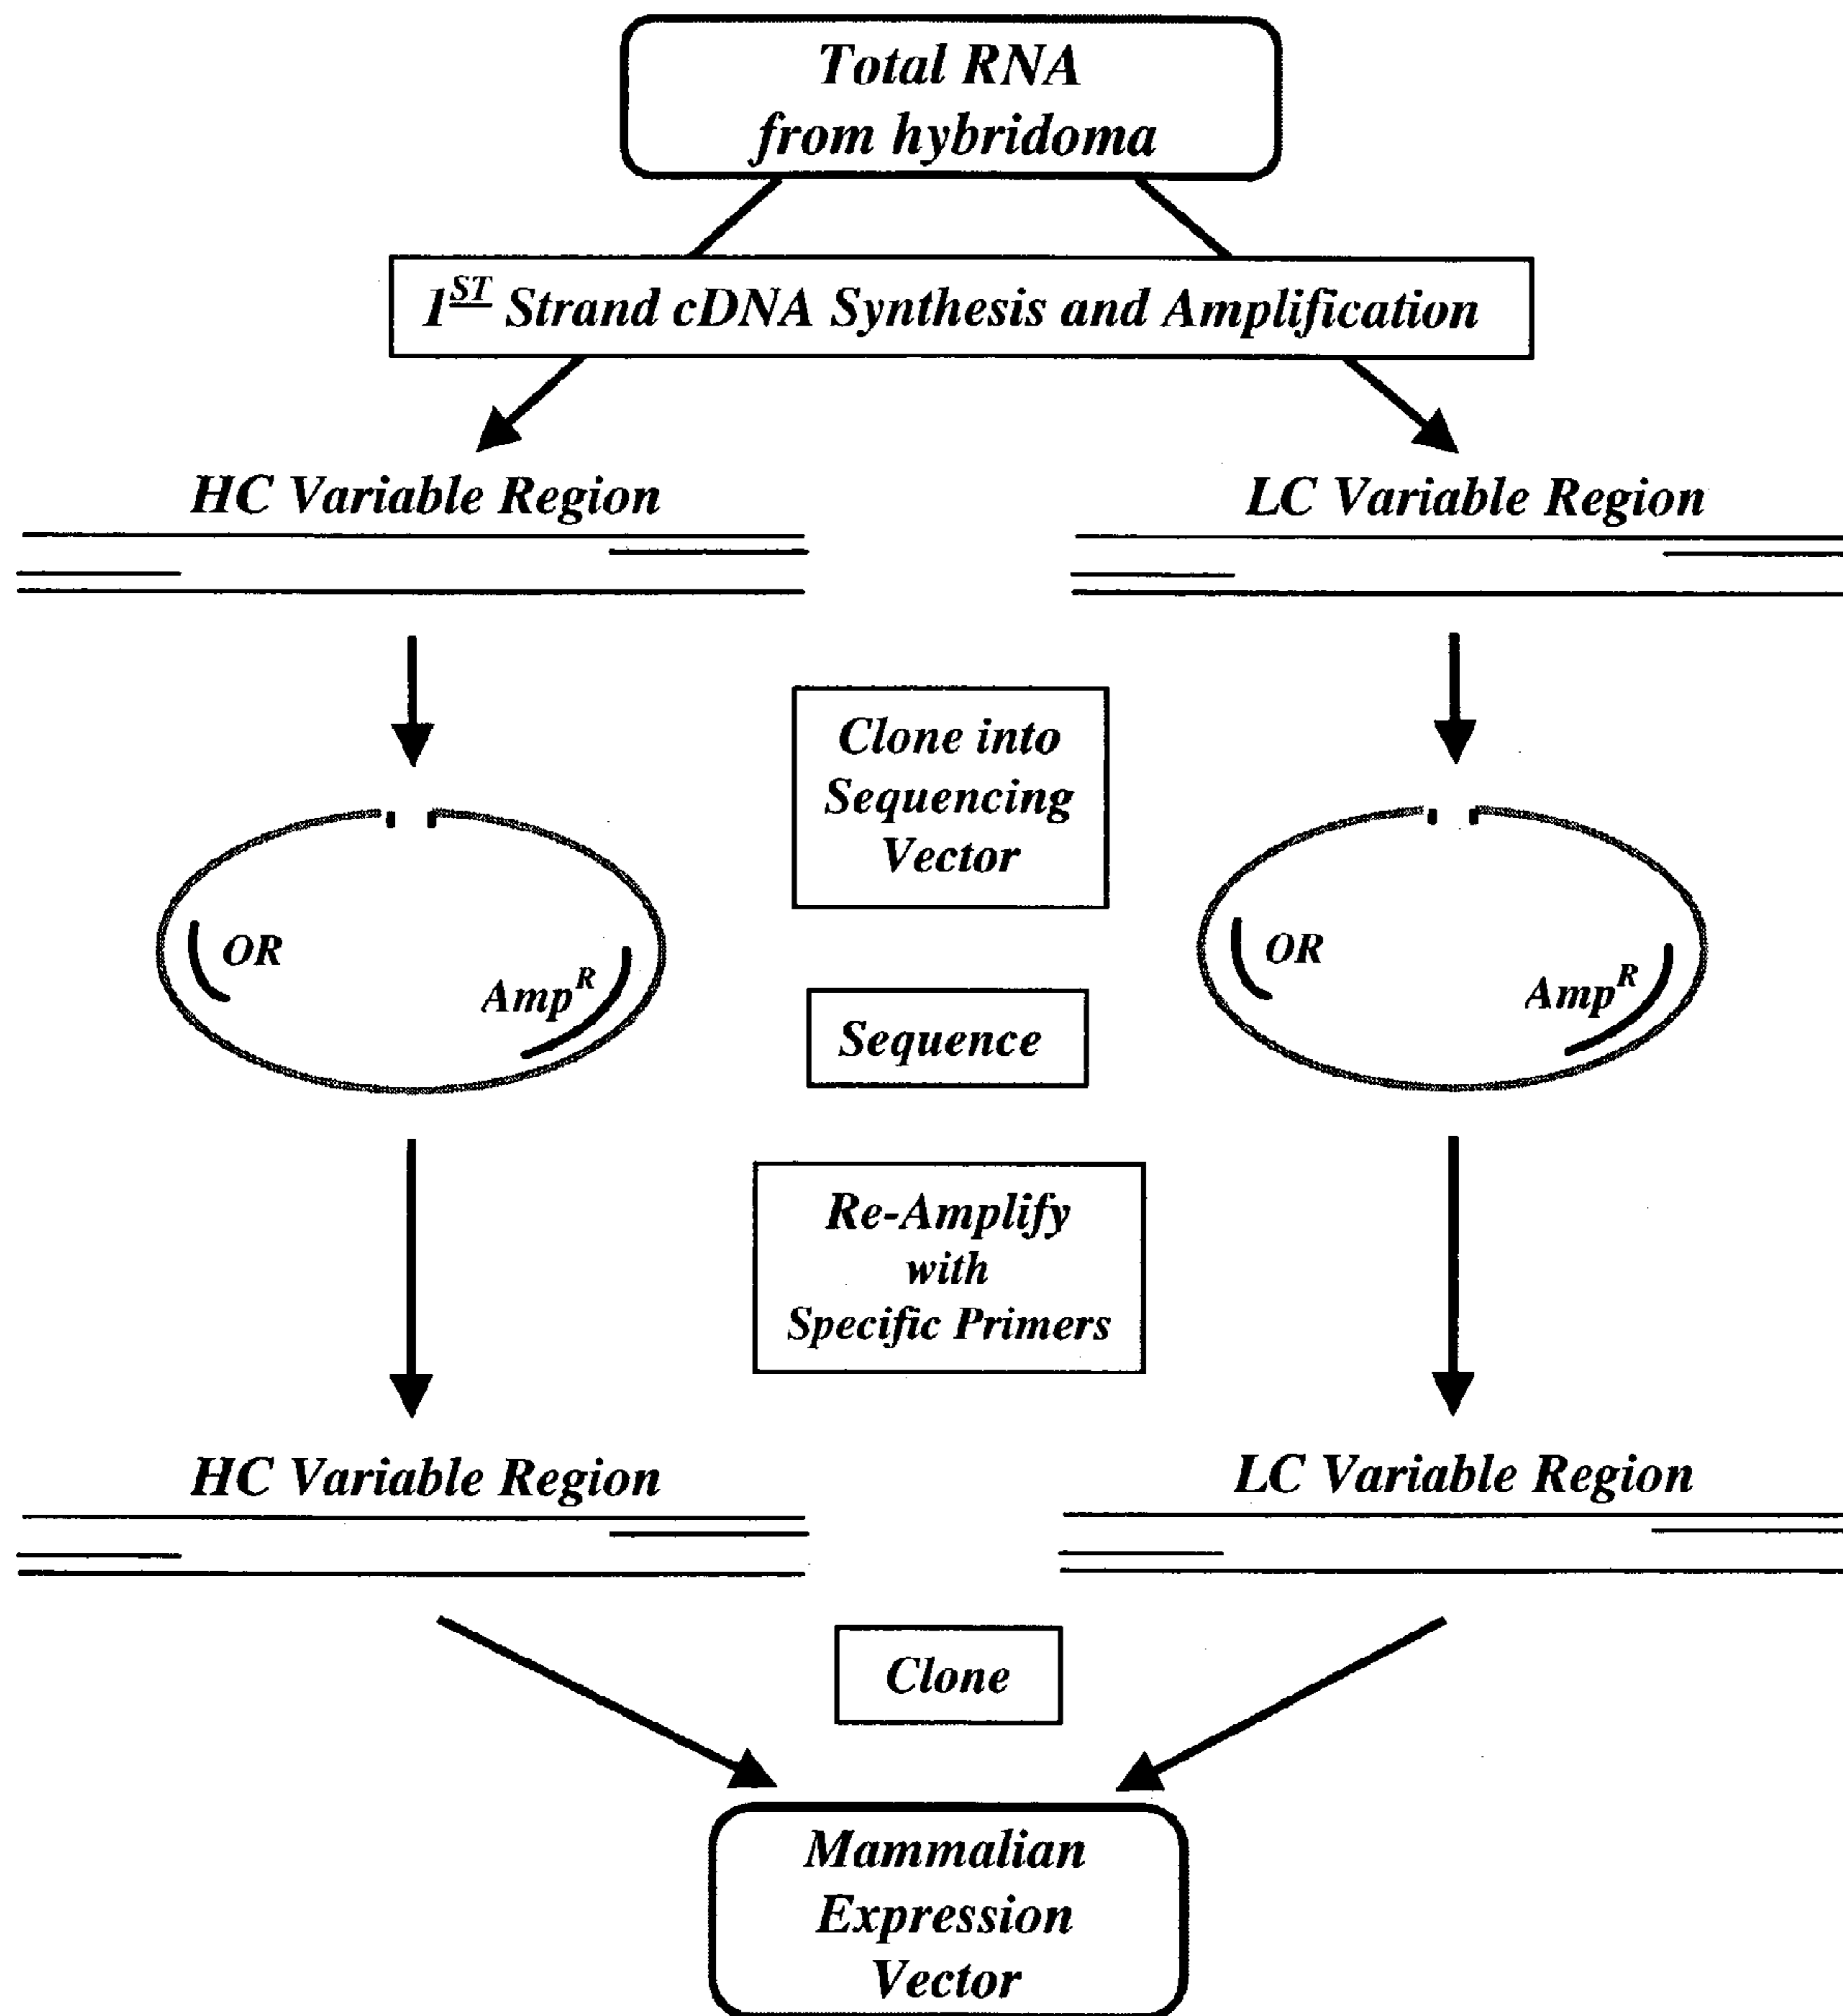 Total RNA
from hybridoma
1ST Strand cDNA Synthesis and Amplification
HC Variable Region
LC Variable Region
Clone into
Sequencing
Vector
OR
AmpR
OR
AmpR
Sequence
Re-Amplify
with
Specific Primers
HC Variable Region
LC Variable Region
Clone
Mammalian
Expression
Vector